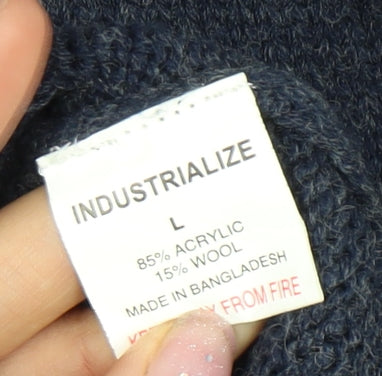 INDUSTRIALIZE
L
85% ACRYLIC
15% WOOL
MADE IN BANGLADESH
FROM FIRE